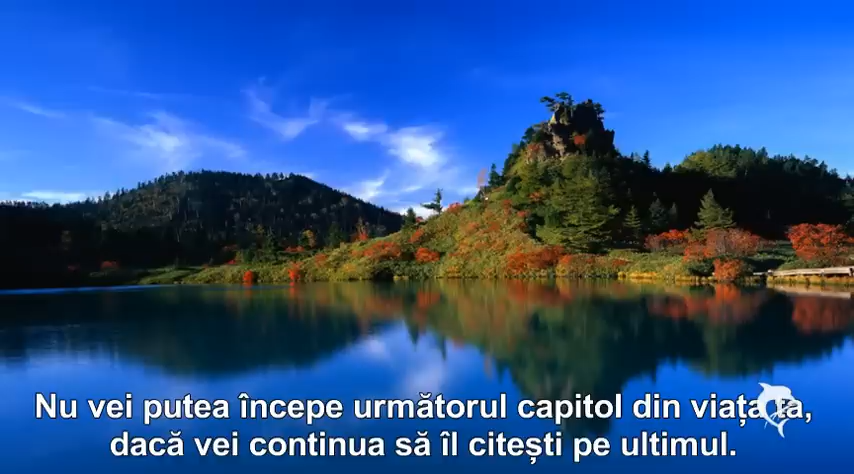 Nu vei putea începe următorul capitol din viața ta,
dacă vei continua să îl citești pe ultimul.